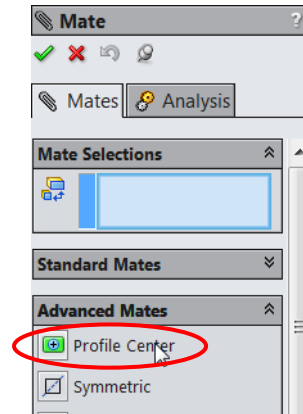 Mate
?
Mates Analysis
Mate Selections
Standard Mates
Advanced Mates
Profile Center
Symmetric